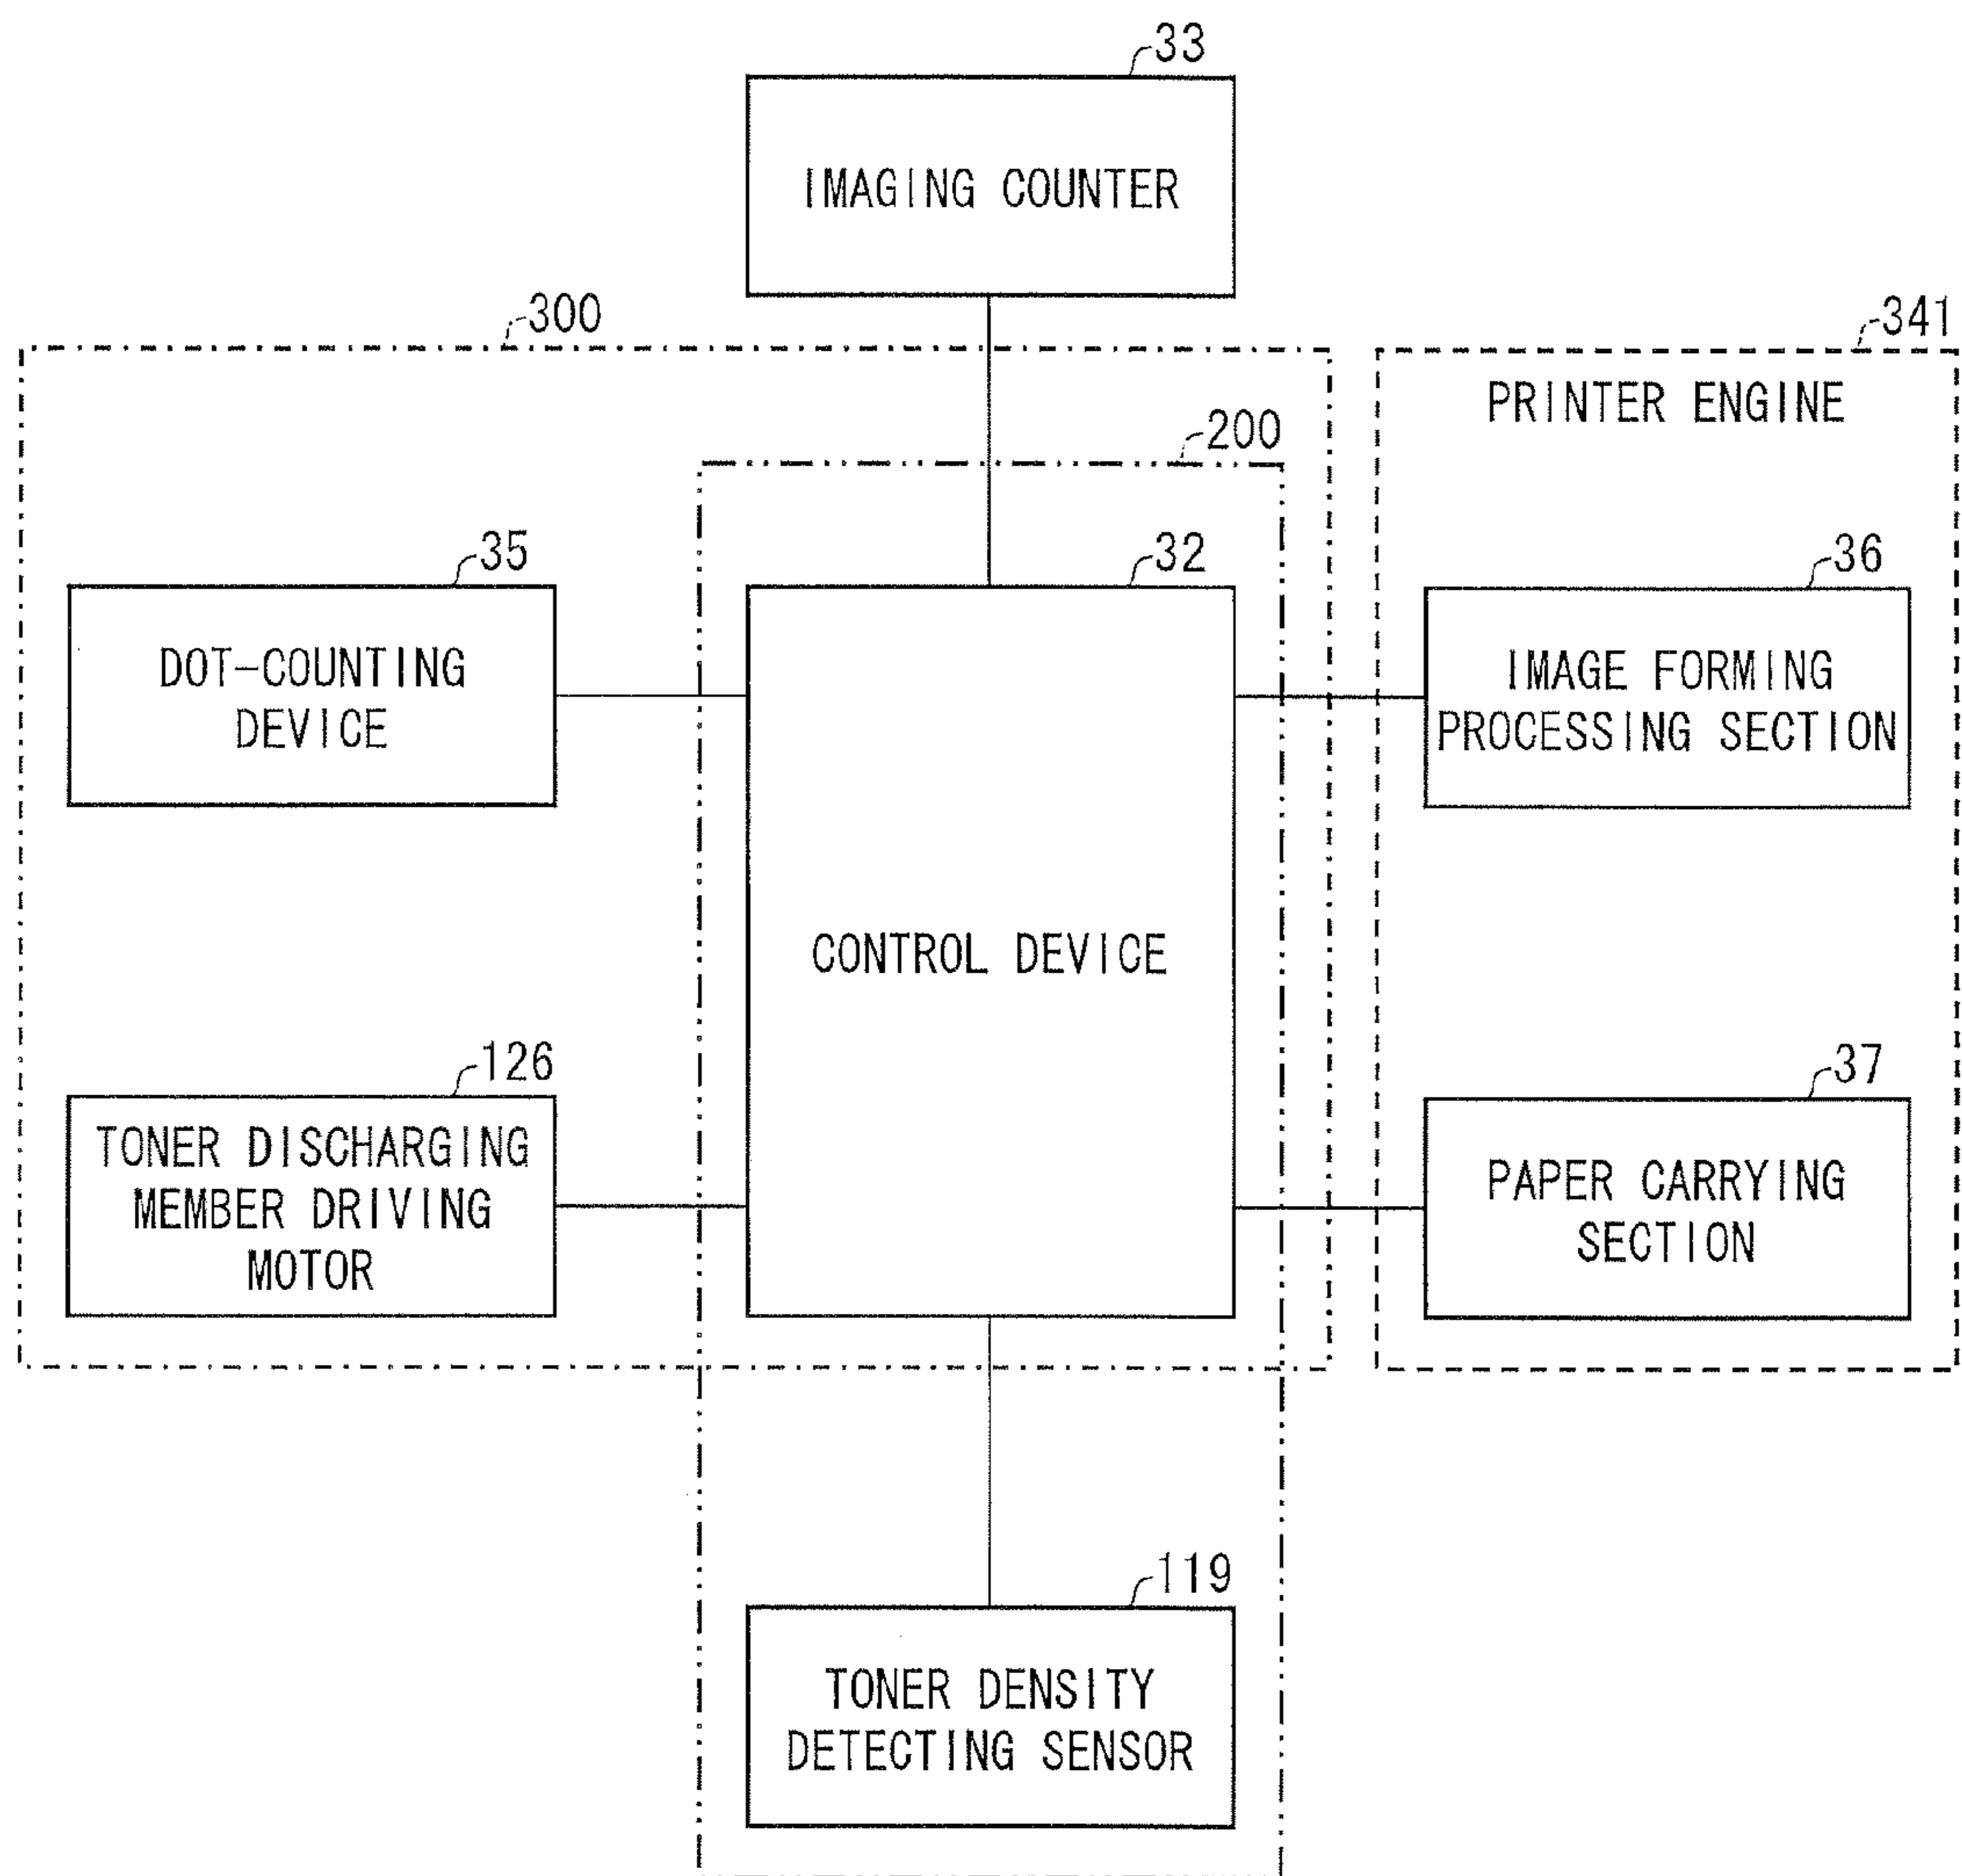 33
IMAGING COUNTER
300
341
PRINTER ENGINE
200
35
32
36
DOT-COUNTING
DEVICE
IMAGE FORMING
PROCESSING SECTION
CONTROL DEVICE
126
37
TONER DISCHARGING
MEMBER DRIVING
MOTOR
PAPER CARRYING
SECTION
119
TONER DENSITY
DETECTING SENSOR